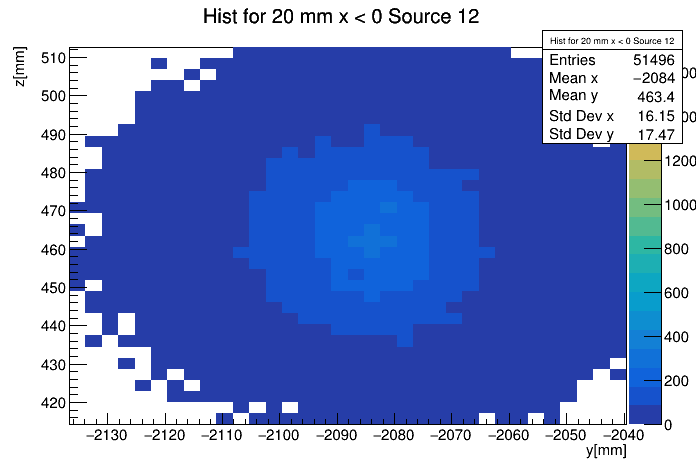 Hist for 20 mm x < 0 Source 12
Hist for 20 mm x < 0 Source 12
Entries 51496
Mean x −2084
Mean y 463.4
Std Dev x 16.15
Std Dev y 17.47
z[mm]
510
500
490
480
470
460
450
440
430
420
−2130 −2120 −2110 −2100 −2090 −2080 −2070 −2060 −2050 −2040
y[mm]
1200
1000
800
600
400
200
0